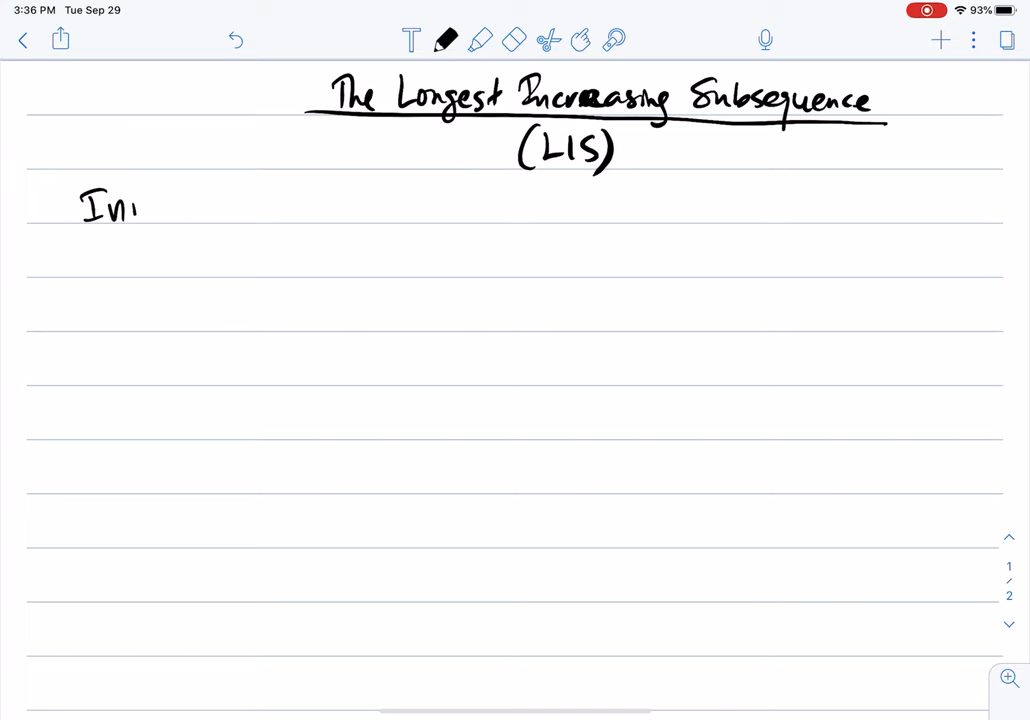 3:36 PM Tue Sep 29
93%
The Longest Increasing Subsequence
(LIS)
1
/
2